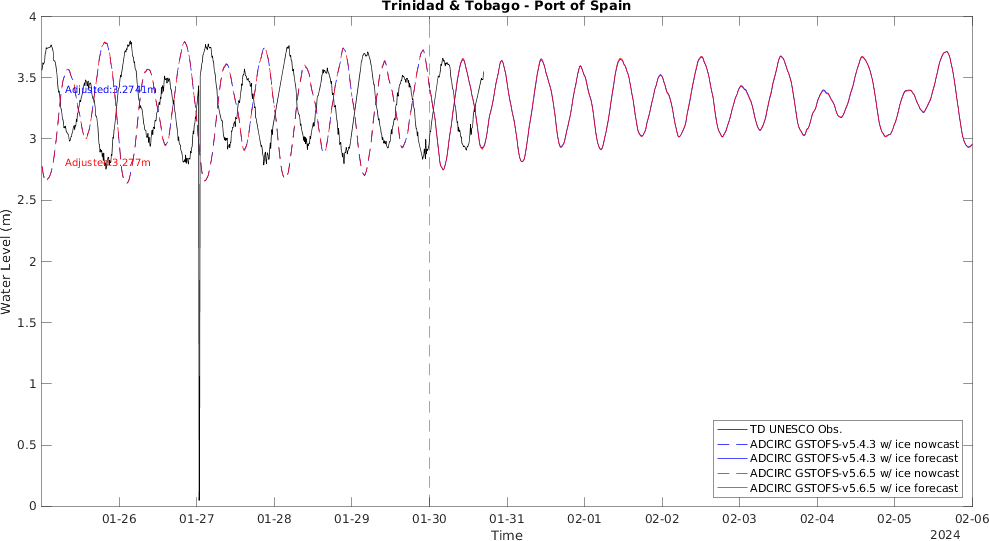 Trinidad & Tobago - Port of Spain
4
3.5
3
2.5
2
1.5
1
0.5
0
Water Level (m)
Adjusted:3.2741m
Adjusted:3.277m
TD UNESCO Obs.
ADCIRC GSTOFS-v5.4.3 w/ ice nowcast
ADCIRC GSTOFS-v5.4.3 w/ ice forecast
ADCIRC GSTOFS-v5.6.5 w/ ice nowcast
ADCIRC GSTOFS-v5.6.5 w/ ice forecast
01-26 01-27 01-28 01-29 01-30 01-31 02-01 02-02 02-03 02-04 02-05 02-06
Time
2024